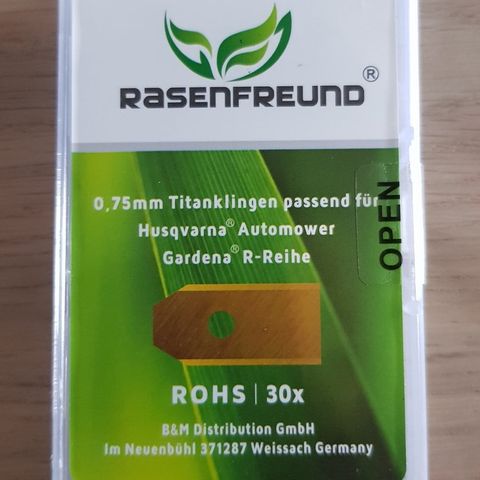 RASENFREUND®
0,75mm Titanklingen passend für
Husqvarna® Automower
Gardena® R-Reihe
OPEN
ROHS | 30x
B&M Distribution GmbH
Im Neuenbühl 371287 Weissach Germany